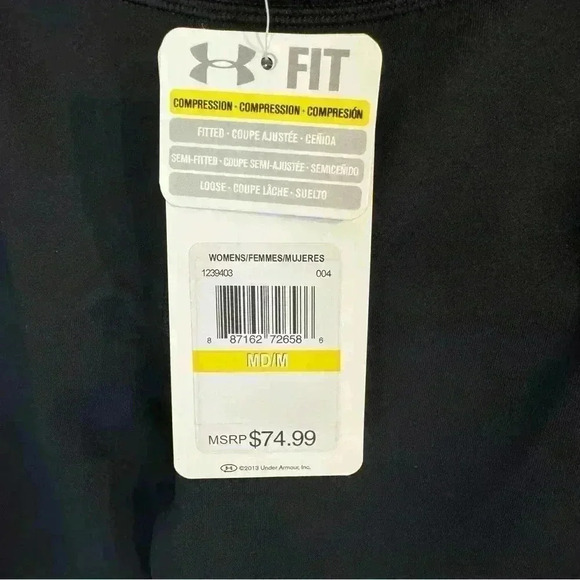 FIT
COMPRESSION - COMPRESSION - COMPRESIÓN
FITTED - COUPE AJUSTÉE - CEÑIDA
SEMI-FITTED - COUPE SEMI-AJUSTÉE - SEMICEÑIDO
LOOSE - COUPE LÂCHE - SUELTO
WOMENS/FEMMES/MUJERES
1239403 004
8 87162 72658 6
MD/M
MSRP $74.99
©2013 Under Armour, Inc.